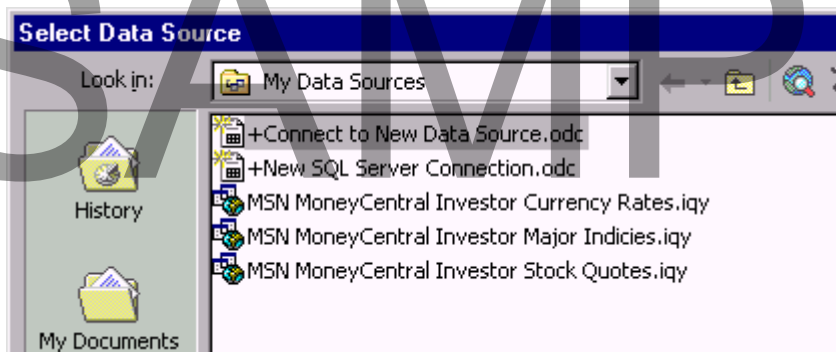 Select Data Source
Look in:
My Data Sources
+Connect to New Data Source.odc
+New SQL Server Connection.odc
MSN MoneyCentral Investor Currency Rates.iqy
MSN MoneyCentral Investor Major Indicies.iqy
MSN MoneyCentral Investor Stock Quotes.iqy
History
My Documents
SAMP